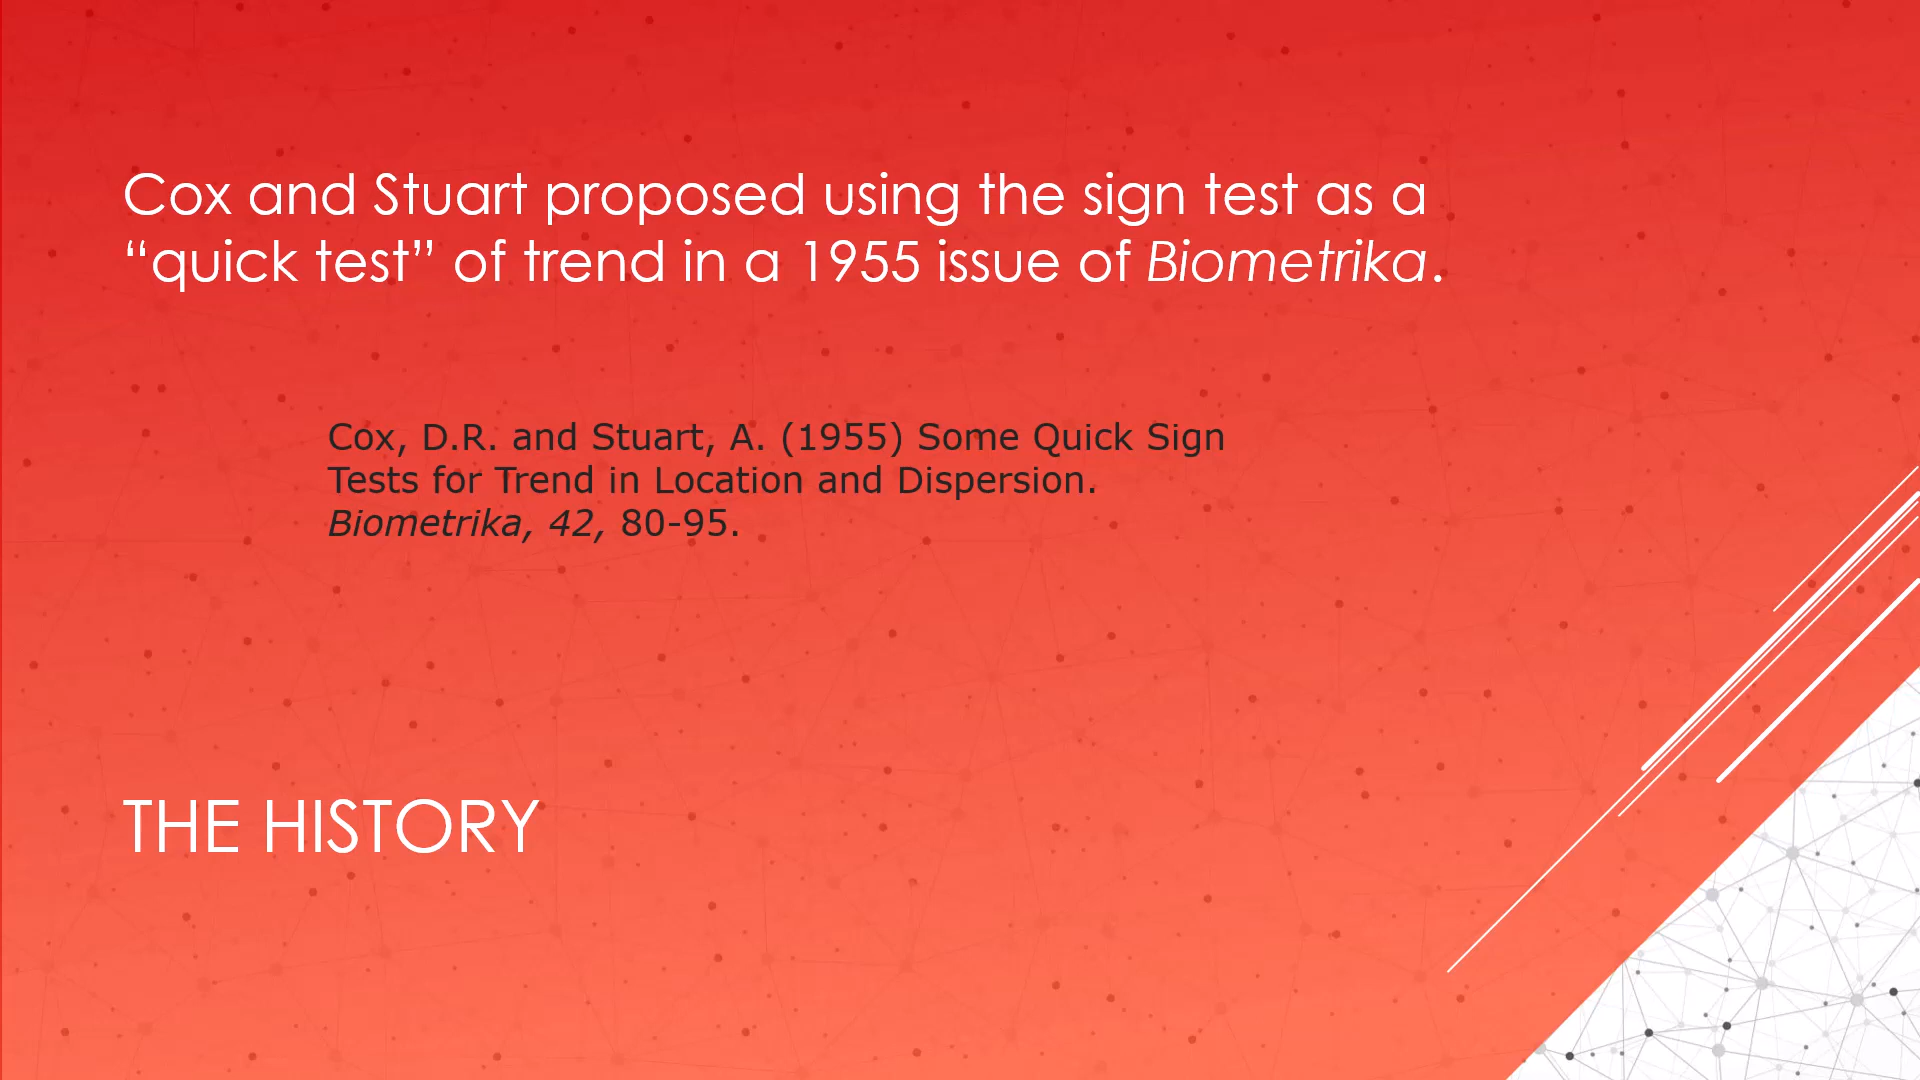 Cox and Stuart proposed using the sign test as a
“quick test” of trend in a 1955 issue of Biometrika.
Cox, D.R. and Stuart, A. (1955) Some Quick Sign
Tests for Trend in Location and Dispersion.
Biometrika, 42, 80-95.
THE HISTORY